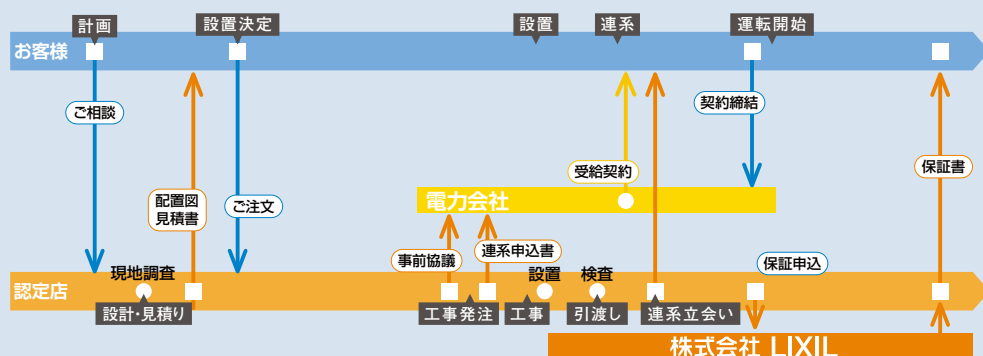 計画
設置決定
設置
連系
運転開始
お客様
ご相談
契約締結
受給契約
保証書
配置図
見積書
ご注文
電力会社
事前協議
連系申込書
保証申込
現地調査
設置
検査
認定店
設計・見積り
工事発注
工事
引渡し
連系立会い
株式会社 LIXIL